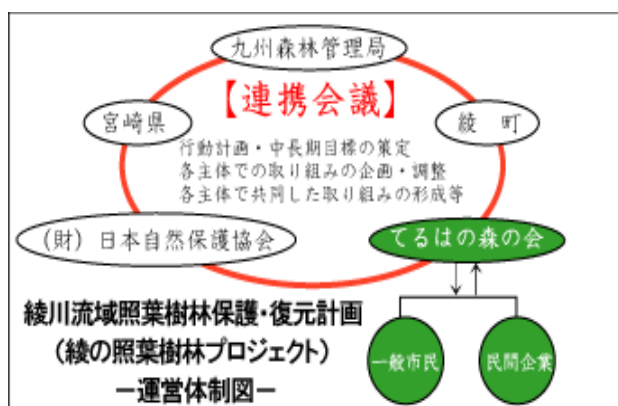 九州森林管理局
【連携会議】
宮崎県
綾 町
行動計画・中長期目標の策定
各主体での取り組みの企画・調整
各主体で共同した取り組みの形成等
(財)日本自然保護協会
てるはの森の会
綾川流域照葉樹林保護・復元計画
(綾の照葉樹林プロジェクト)
－運営体制図－
一般市民
民間企業